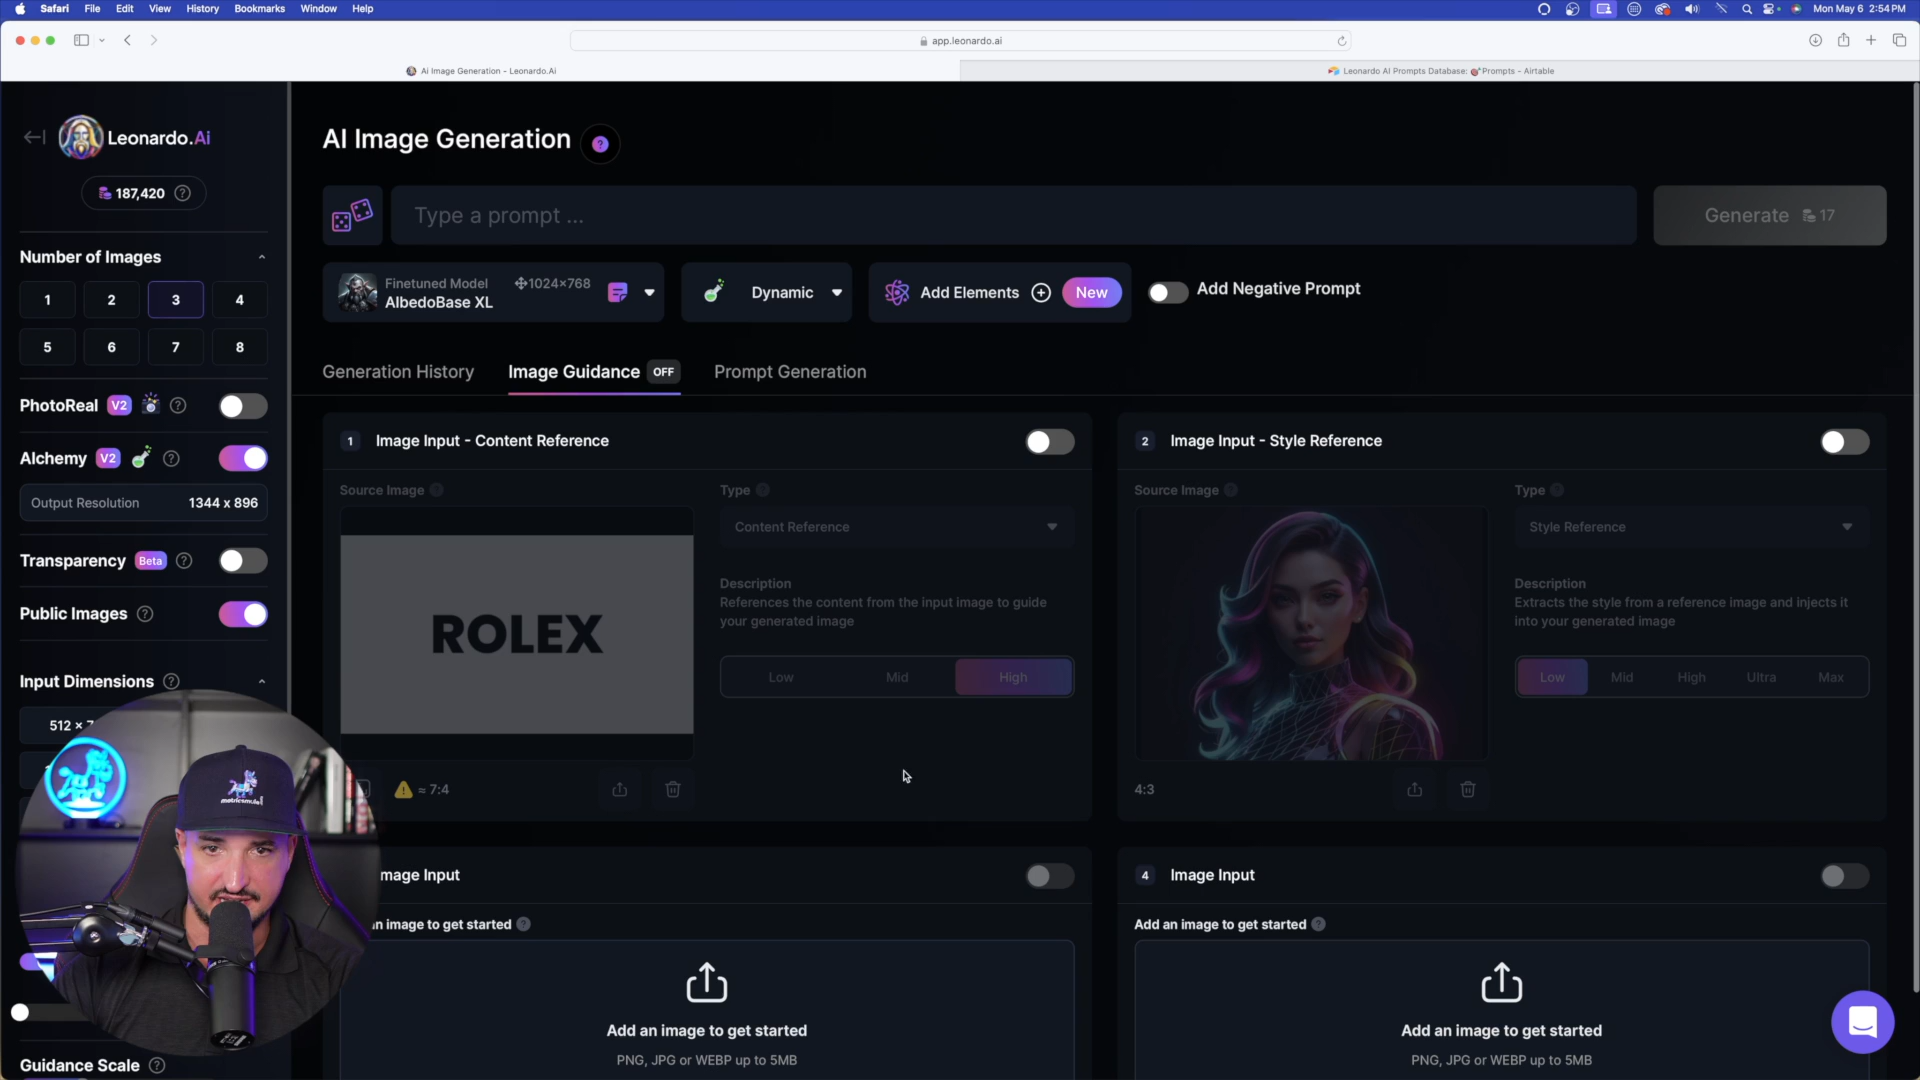 Safari File Edit View History Bookmarks Window Help Mon May 6 2:54 PM
app.leonardo.ai
Ai Image Generation - Leonardo.Ai
Leonardo AI Prompts Database: Prompts - Airtable
Leonardo.Ai
187,420 ?
Number of Images
1 2 3 4
5 6 7 8
PhotoReal V2 ?
Alchemy V2 ?
Output Resolution 1344 x 896
Transparency Beta ?
Public Images ?
Input Dimensions ?
512 × 7
Guidance Scale ?
AI Image Generation ?
Type a prompt ...
Generate 17
Finetuned Model 1024×768
AlbedoBase XL
Dynamic
Add Elements New
Add Negative Prompt
Generation History Image Guidance OFF Prompt Generation
1 Image Input - Content Reference
Source Image ?
ROLEX
≈ 7:4
Type ?
Content Reference
Description
References the content from the input image to guide
your generated image
Low Mid High
2 Image Input - Style Reference
Source Image ?
4:3
Type ?
Style Reference
Description
Extracts the style from a reference image and injects it
into your generated image
Low Mid High Ultra Max
mage Input
n image to get started ?
Add an image to get started
PNG, JPG or WEBP up to 5MB
4 Image Input
Add an image to get started ?
Add an image to get started
PNG, JPG or WEBP up to 5MB